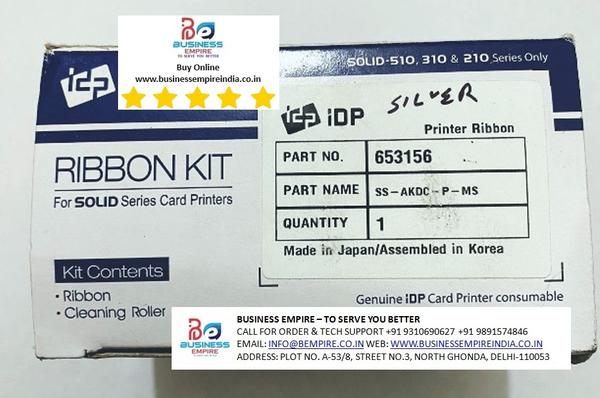 BUSINESS
EMPIRE
TO SERVE YOU BETTER
Buy Online
www.businessempireindia.co.in
SOLID-510, 310 & 210 Series Only
iDP
SILVER
iDP iDP
Printer Ribbon
PART NO. 653156
PART NAME SS-AKDC-P-MS
QUANTITY 1
Made in Japan/Assembled in Korea
RIBBON KIT
For SOLID Series Card Printers
Kit Contents
• Ribbon
• Cleaning Roller
Genuine iDP Card Printer consumable
BUSINESS
EMPIRE
BUSINESS EMPIRE – TO SERVE YOU BETTER
CALL FOR ORDER & TECH SUPPORT +91 9310690627 +91 9891574846
EMAIL: INFO@BEMPIRE.CO.IN WEB: WWW.BUSINESSEMPIREINDIA.CO.IN
ADDRESS: PLOT NO. A-53/8, STREET NO.3, NORTH GHONDA, DELHI-110053